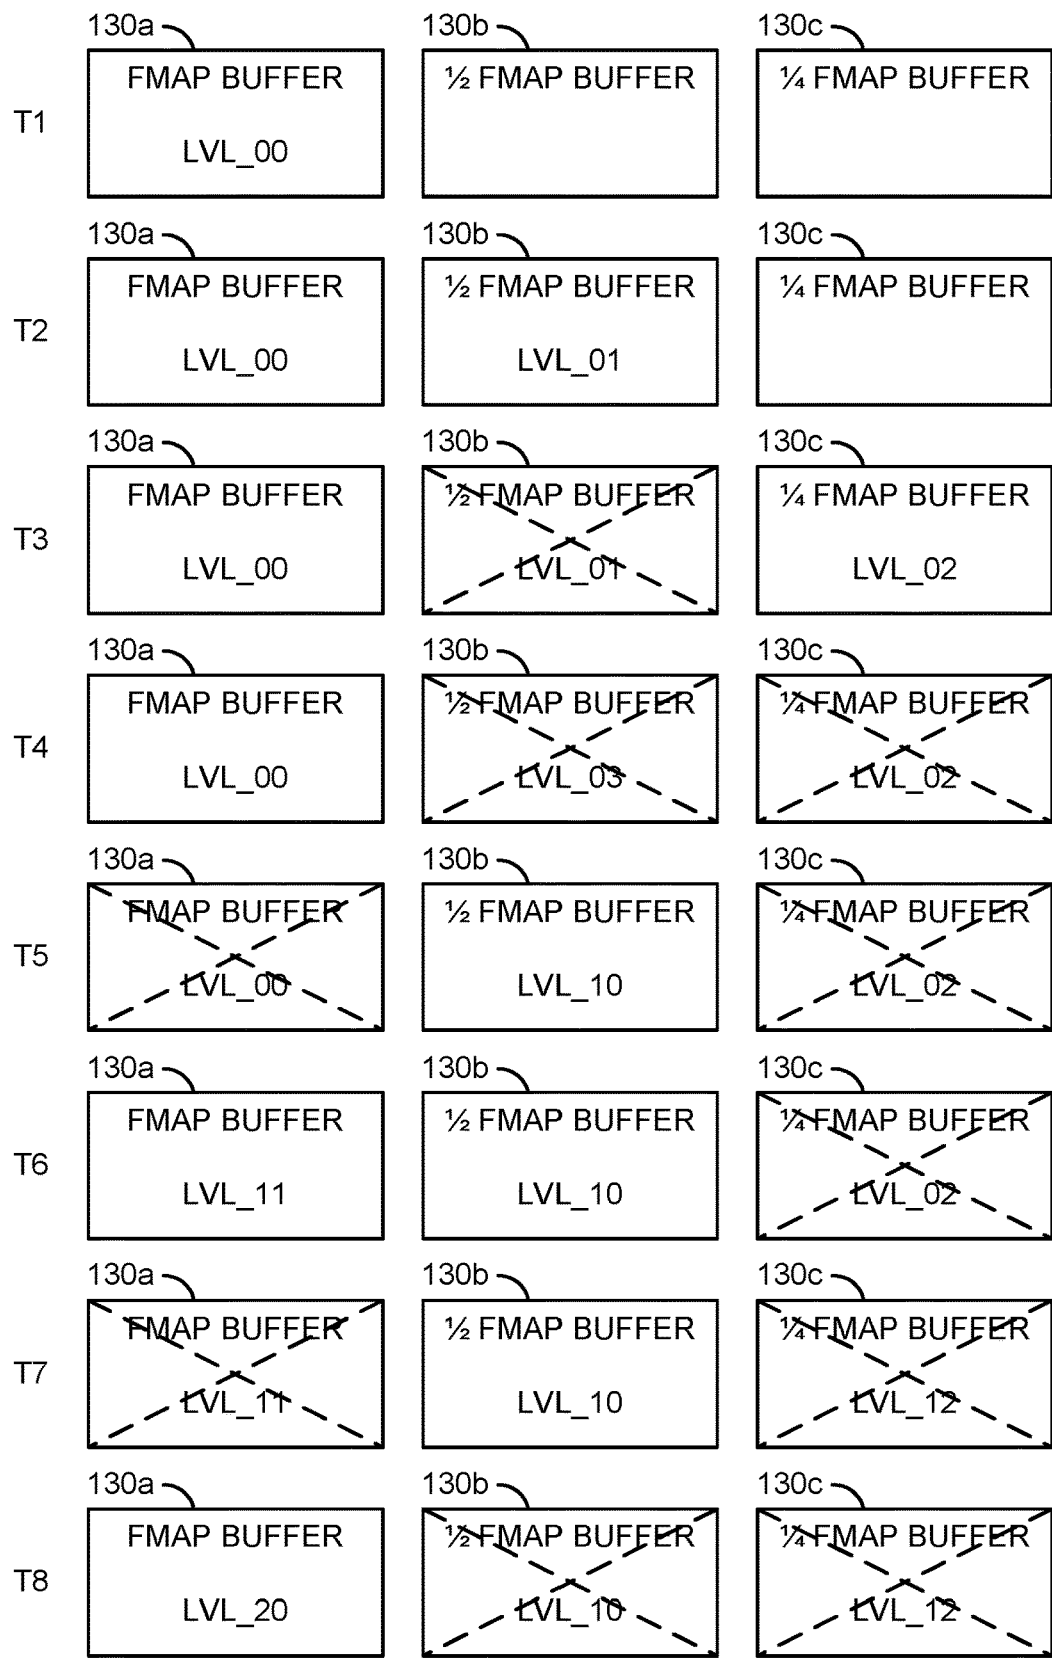 130a 130b 130c
FMAP BUFFER ½ FMAP BUFFER ¼ FMAP BUFFER
T1
LVL_00
130a 130b 130c
FMAP BUFFER ½ FMAP BUFFER ¼ FMAP BUFFER
T2
LVL_00 LVL_01
130a 130b 130c
FMAP BUFFER ½ FMAP BUFFER ¼ FMAP BUFFER
T3
LVL_00 LVL_01 LVL_02
130a 130b 130c
FMAP BUFFER ½ FMAP BUFFER ¼ FMAP BUFFER
T4
LVL_00 LVL_03 LVL_02
130a 130b 130c
FMAP BUFFER ½ FMAP BUFFER ¼ FMAP BUFFER
T5
LVL_00 LVL_10 LVL_02
130a 130b 130c
FMAP BUFFER ½ FMAP BUFFER ¼ FMAP BUFFER
T6
LVL_11 LVL_10 LVL_02
130a 130b 130c
FMAP BUFFER ½ FMAP BUFFER ¼ FMAP BUFFER
T7
LVL_11 LVL_10 LVL_12
130a 130b 130c
FMAP BUFFER ½ FMAP BUFFER ¼ FMAP BUFFER
T8
LVL_20 LVL_10 LVL_12